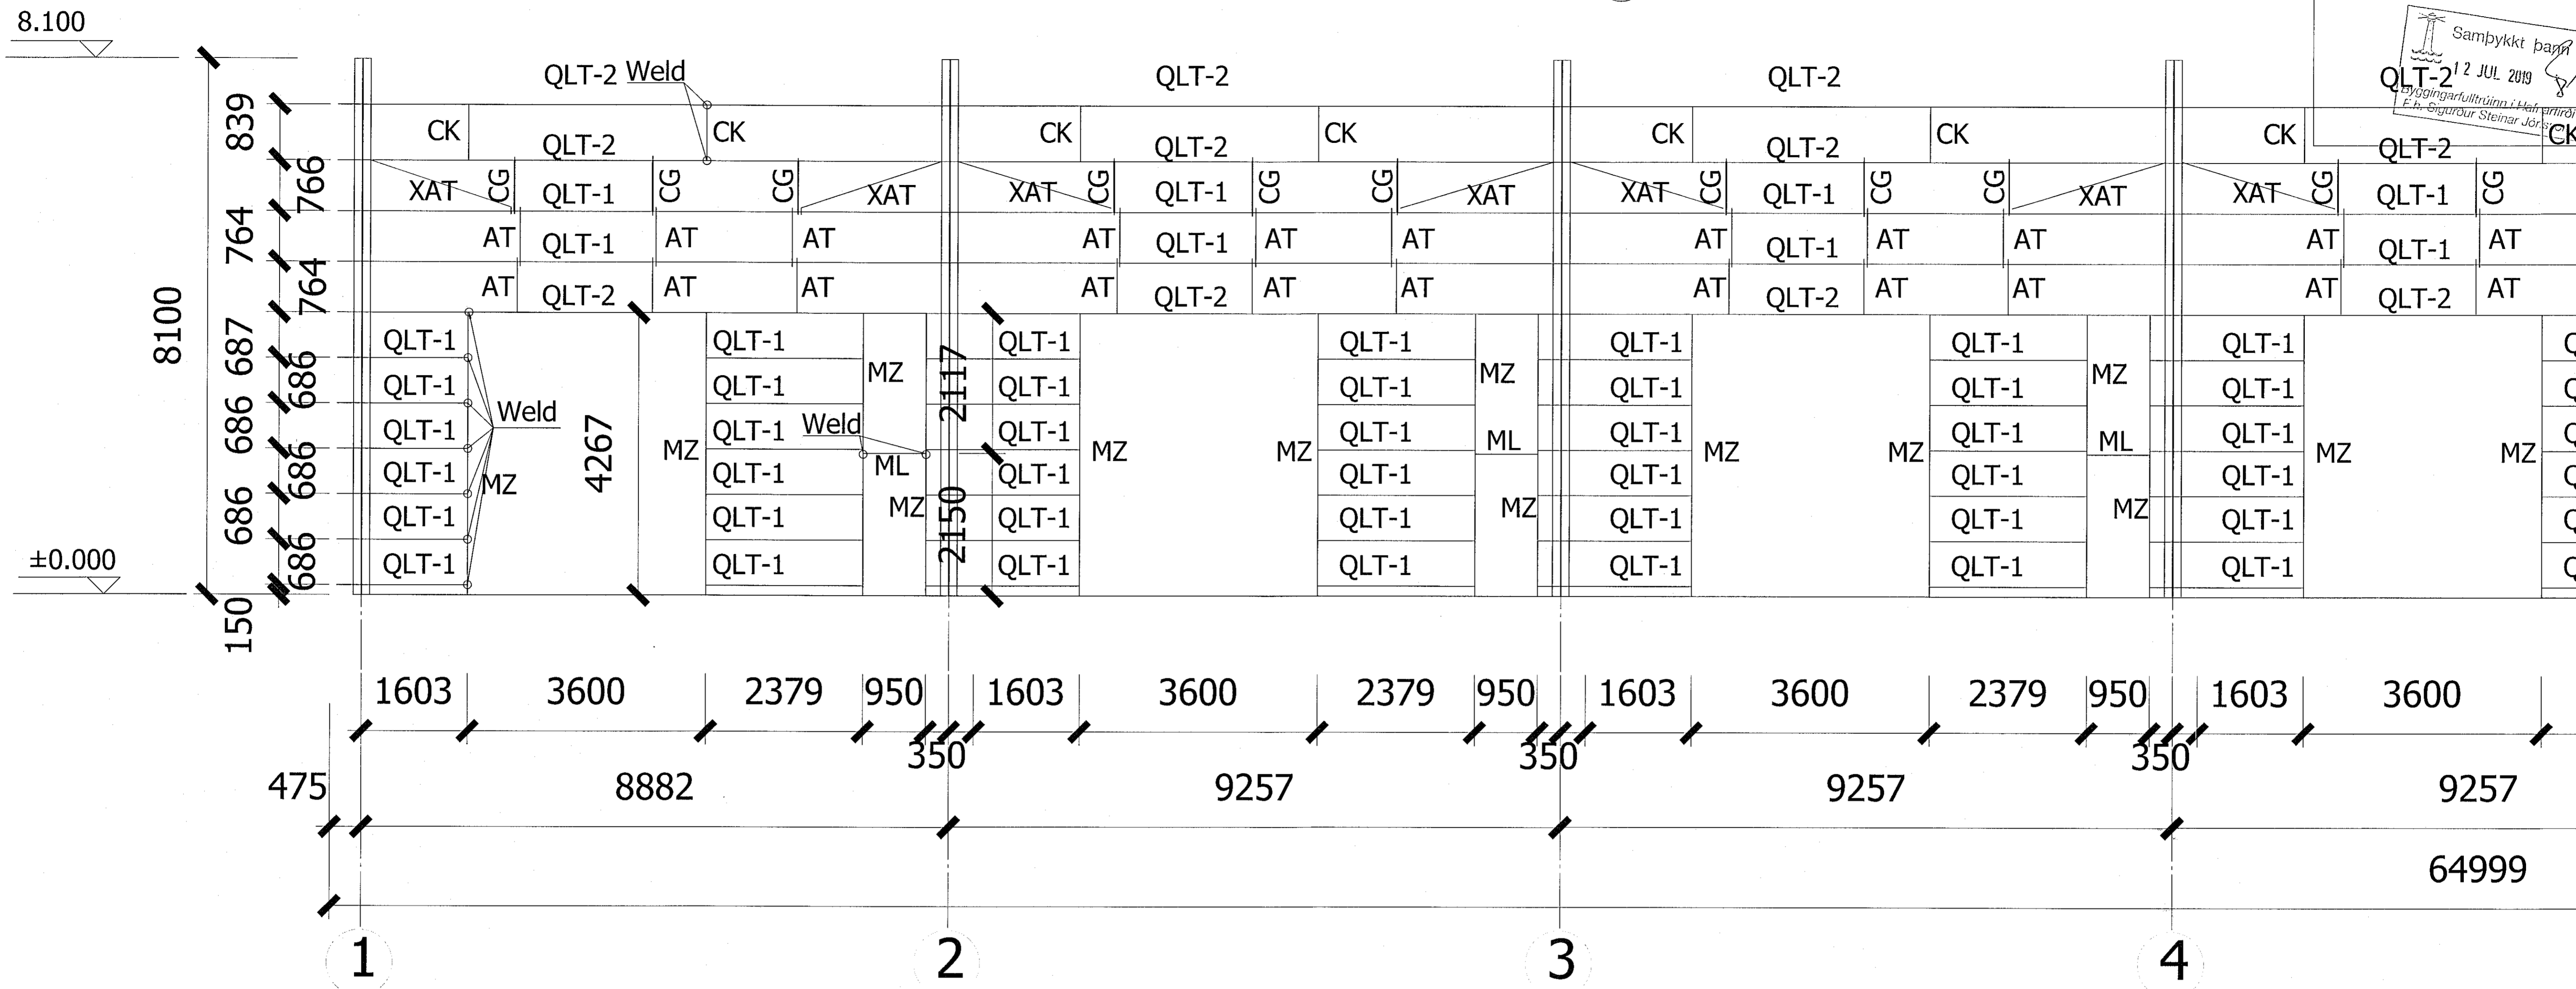 8.100
Samþykkt þann
12 JUL 2019
Byggingarfulltrúinn í Hafnarfirði
F.h. Sigurður Steinar Jónsson
QLT-2 Weld QLT-2 QLT-2 QLT-2
839 CK CK CK CK CK CK CK CK
QLT-2 QLT-2 QLT-2 QLT-2
766 XAT CG QLT-1 CG CG XAT XAT CG QLT-1 CG CG XAT XAT CG QLT-1 CG CG XAT XAT CG QLT-1 CG
764 AT QLT-1 AT AT AT QLT-1 AT AT AT QLT-1 AT AT AT QLT-1 AT
764 AT QLT-2 AT AT AT QLT-2 AT AT AT QLT-2 AT AT AT QLT-2 AT
8100
687 QLT-1 QLT-1 QLT-1 QLT-1 QLT-1 QLT-1 QLT-1
686 QLT-1 QLT-1 MZ 2117 QLT-1 QLT-1 MZ QLT-1 QLT-1 MZ QLT-1
686 QLT-1 Weld 4267 MZ QLT-1 Weld QLT-1 MZ MZ QLT-1 ML QLT-1 MZ MZ QLT-1 ML QLT-1 MZ MZ
686 QLT-1 MZ QLT-1 ML QLT-1 QLT-1 QLT-1 QLT-1 QLT-1
686 QLT-1 QLT-1 MZ 2150 QLT-1 QLT-1 MZ QLT-1 QLT-1 MZ QLT-1
686 QLT-1 QLT-1 QLT-1 QLT-1 QLT-1 QLT-1 QLT-1
±0.000
150
1603 3600 2379 950 1603 3600 2379 950 1603 3600 2379 950 1603 3600
350 350 350
475 8882 9257 9257 9257
64999
1 2 3 4